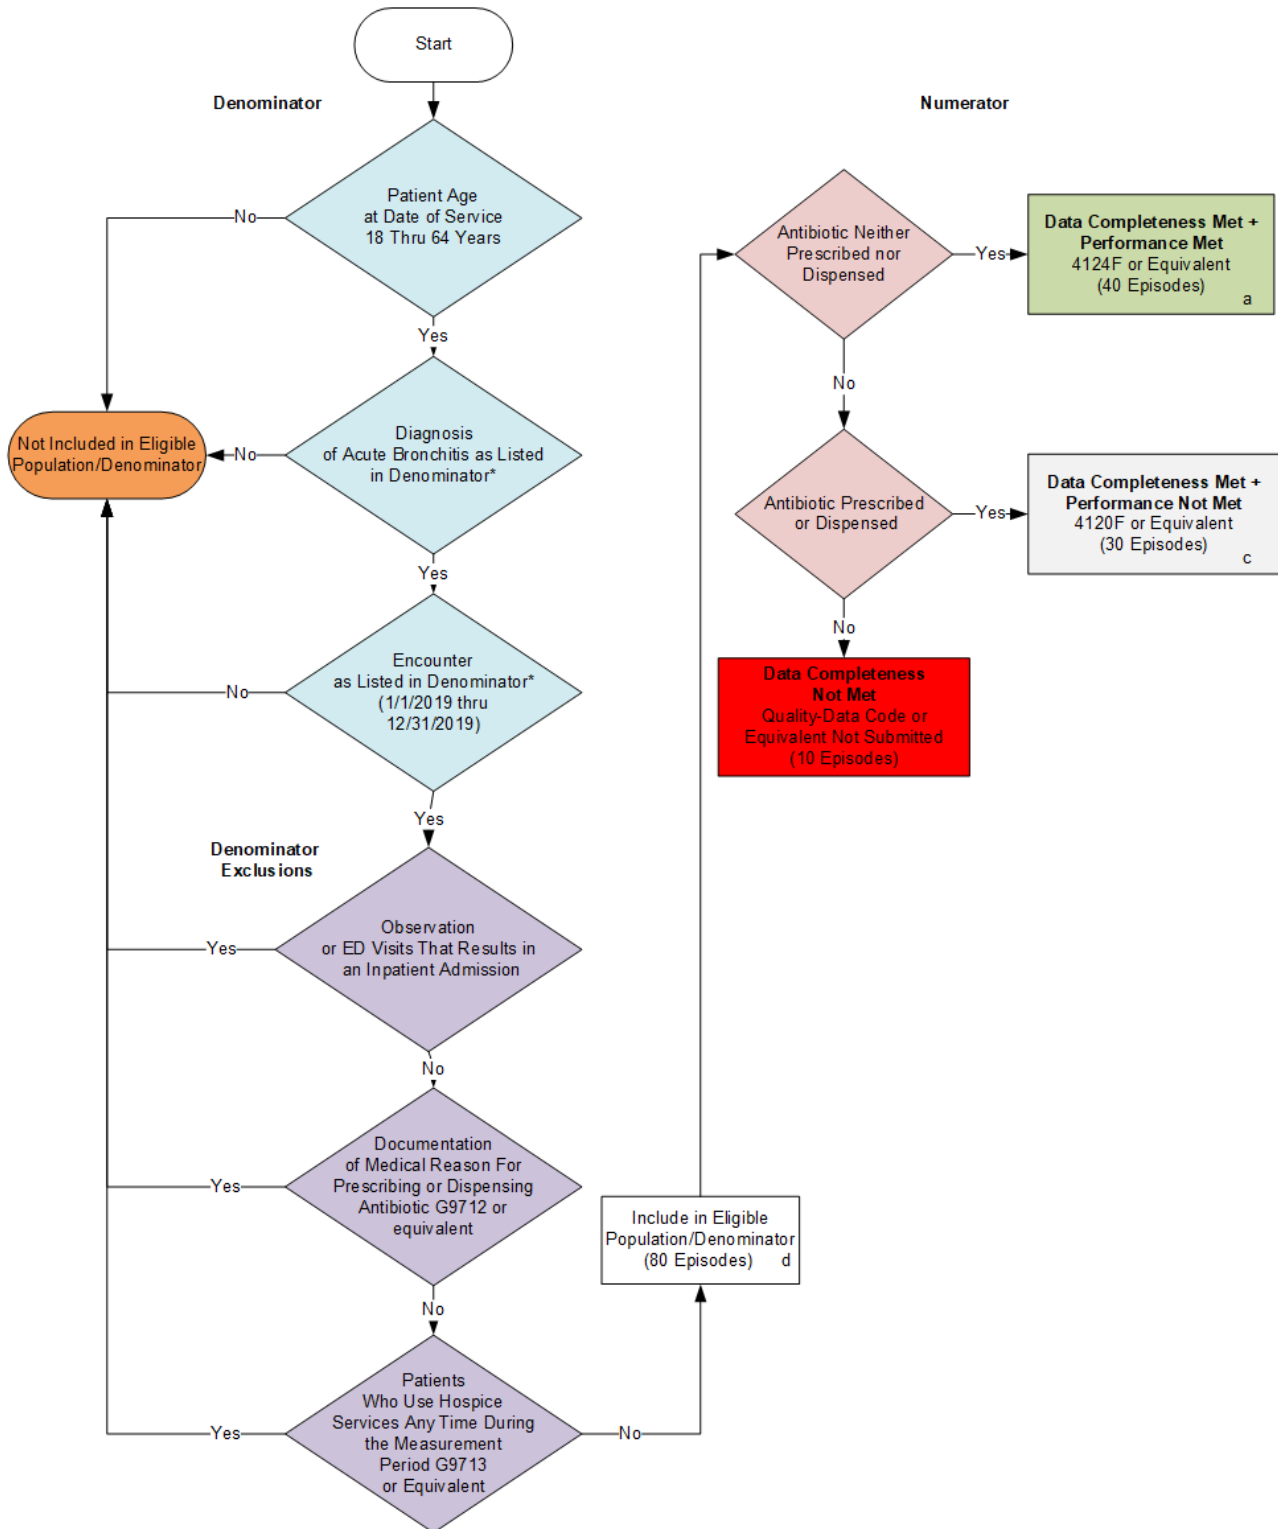 Start
Denominator
Numerator
Patient Age
at Date of Service
18 Thru 64 Years
No
Yes
Not Included in Eligible
Population/Denominator
No
Diagnosis
of Acute Bronchitis as Listed
in Denominator*
Yes
Encounter
as Listed in Denominator*
(1/1/2019 thru
12/31/2019)
No
Yes
Denominator
Exclusions
Observation
or ED Visits That Results in
an Inpatient Admission
Yes
No
Documentation
of Medical Reason For
Prescribing or Dispensing
Antibiotic G9712 or
equivalent
Yes
No
Patients
Who Use Hospice
Services Any Time During
the Measurement
Period G9713
or Equivalent
Yes
No
Include in Eligible
Population/Denominator
(80 Episodes) d
Antibiotic Neither
Prescribed nor
Dispensed
Yes
Data Completeness Met +
Performance Met
4124F or Equivalent
(40 Episodes)
a
No
Antibiotic Prescribed
or Dispensed
Yes
Data Completeness Met +
Performance Not Met
4120F or Equivalent
(30 Episodes)
c
No
Data Completeness
Not Met
Quality-Data Code or
Equivalent Not Submitted
(10 Episodes)